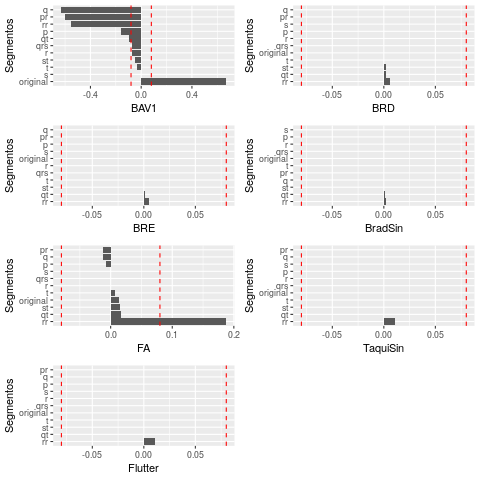 Segmentos
q
pr
rr
p
qt
qrs
r
st
t
s
original
-0.4
0.0
0.4
BAV1
Segmentos
q
pr
s
p
r
qrs
original
t
st
qt
rr
-0.05
0.00
0.05
BRD
Segmentos
q
pr
p
s
original
r
qrs
t
st
qt
rr
-0.05
0.00
0.05
BRE
Segmentos
s
pr
p
r
qrs
original
t
q
st
qt
rr
-0.05
0.00
0.05
BradSin
Segmentos
pr
q
p
s
qrs
r
t
original
st
qt
rr
0.0
0.1
0.2
FA
Segmentos
pr
q
s
p
r
qrs
original
t
st
qt
rr
-0.05
0.00
0.05
TaquiSin
Segmentos
pr
q
p
s
r
qrs
original
t
st
qt
rr
-0.05
0.00
0.05
Flutter